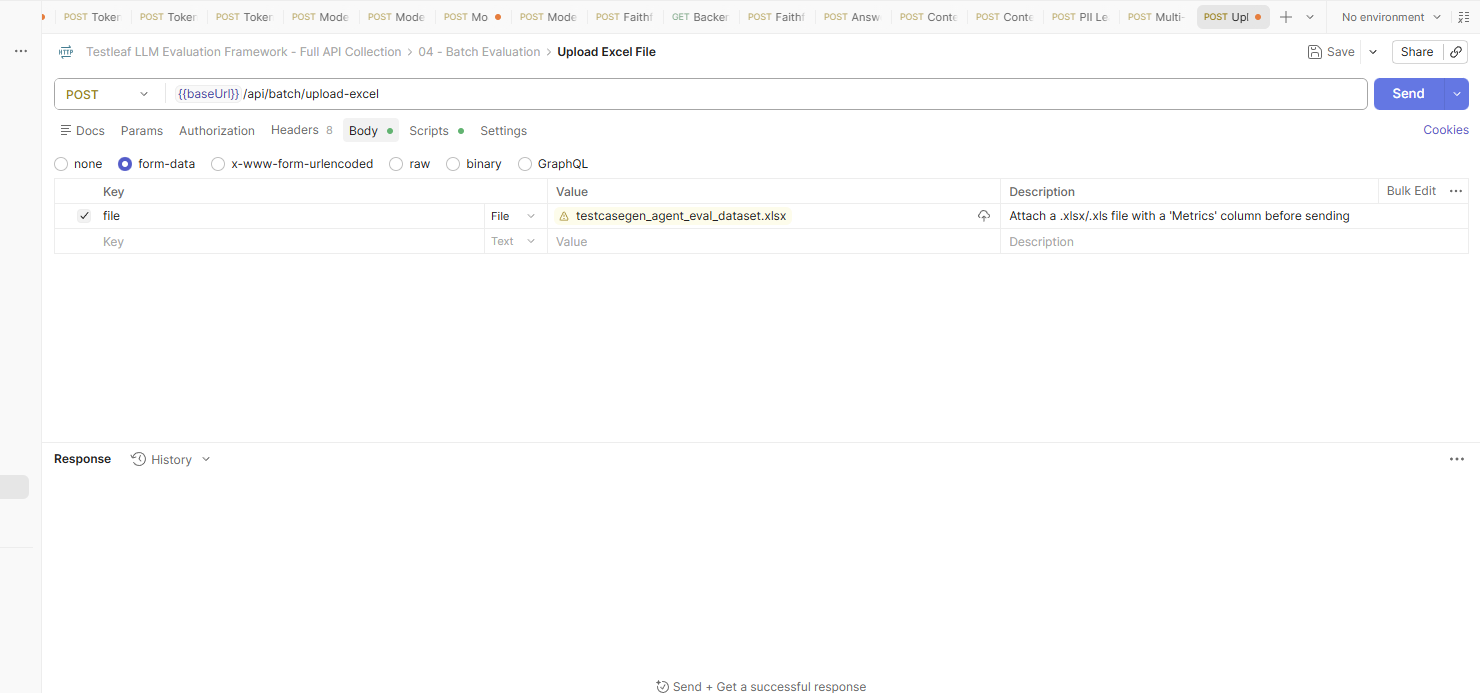 POST Token POST Token POST Token POST Mode POST Mode POST Mo POST Mode POST Faithf GET Backen POST Faithf POST Answ POST Conte POST Conte POST PII Le POST Multi- POST Upl No environment
HTTP Testleaf LLM Evaluation Framework - Full API Collection > 04 - Batch Evaluation > Upload Excel File Save Share
POST {{baseUrl}} /api/batch/upload-excel Send
Docs Params Authorization Headers 8 Body Scripts Settings Cookies
none form-data x-www-form-urlencoded raw binary GraphQL
Key Value Description Bulk Edit
file File testcasegen_agent_eval_dataset.xlsx Attach a .xlsx/.xls file with a 'Metrics' column before sending
Key Text Value Description
Response History
Send + Get a successful response